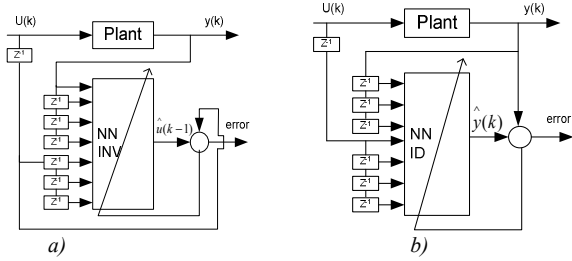 U(k)
Plant
y(k)
Z-1
Z-1
Z-1
Z-1
Z-1
Z-1
Z-1
NN
INV
û(k−1)
error
a)
U(k)
Plant
y(k)
Z-1
Z-1
Z-1
Z-1
Z-1
Z-1
Z-1
NN
ID
ŷ(k)
error
b)